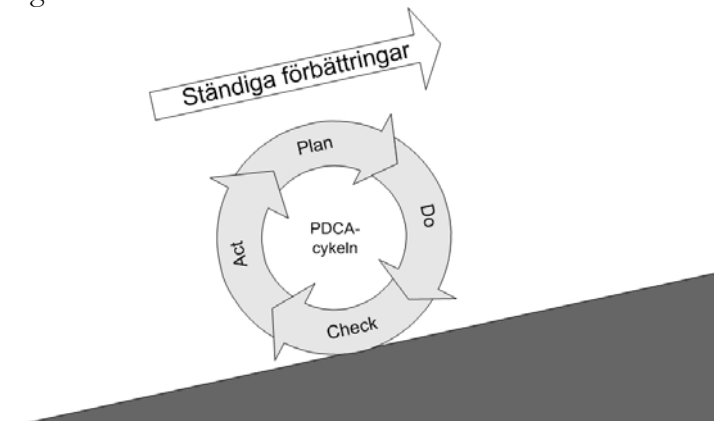 g
Ständiga förbättringar
Plan
Do
PDCA-
cykeln
Act
Check